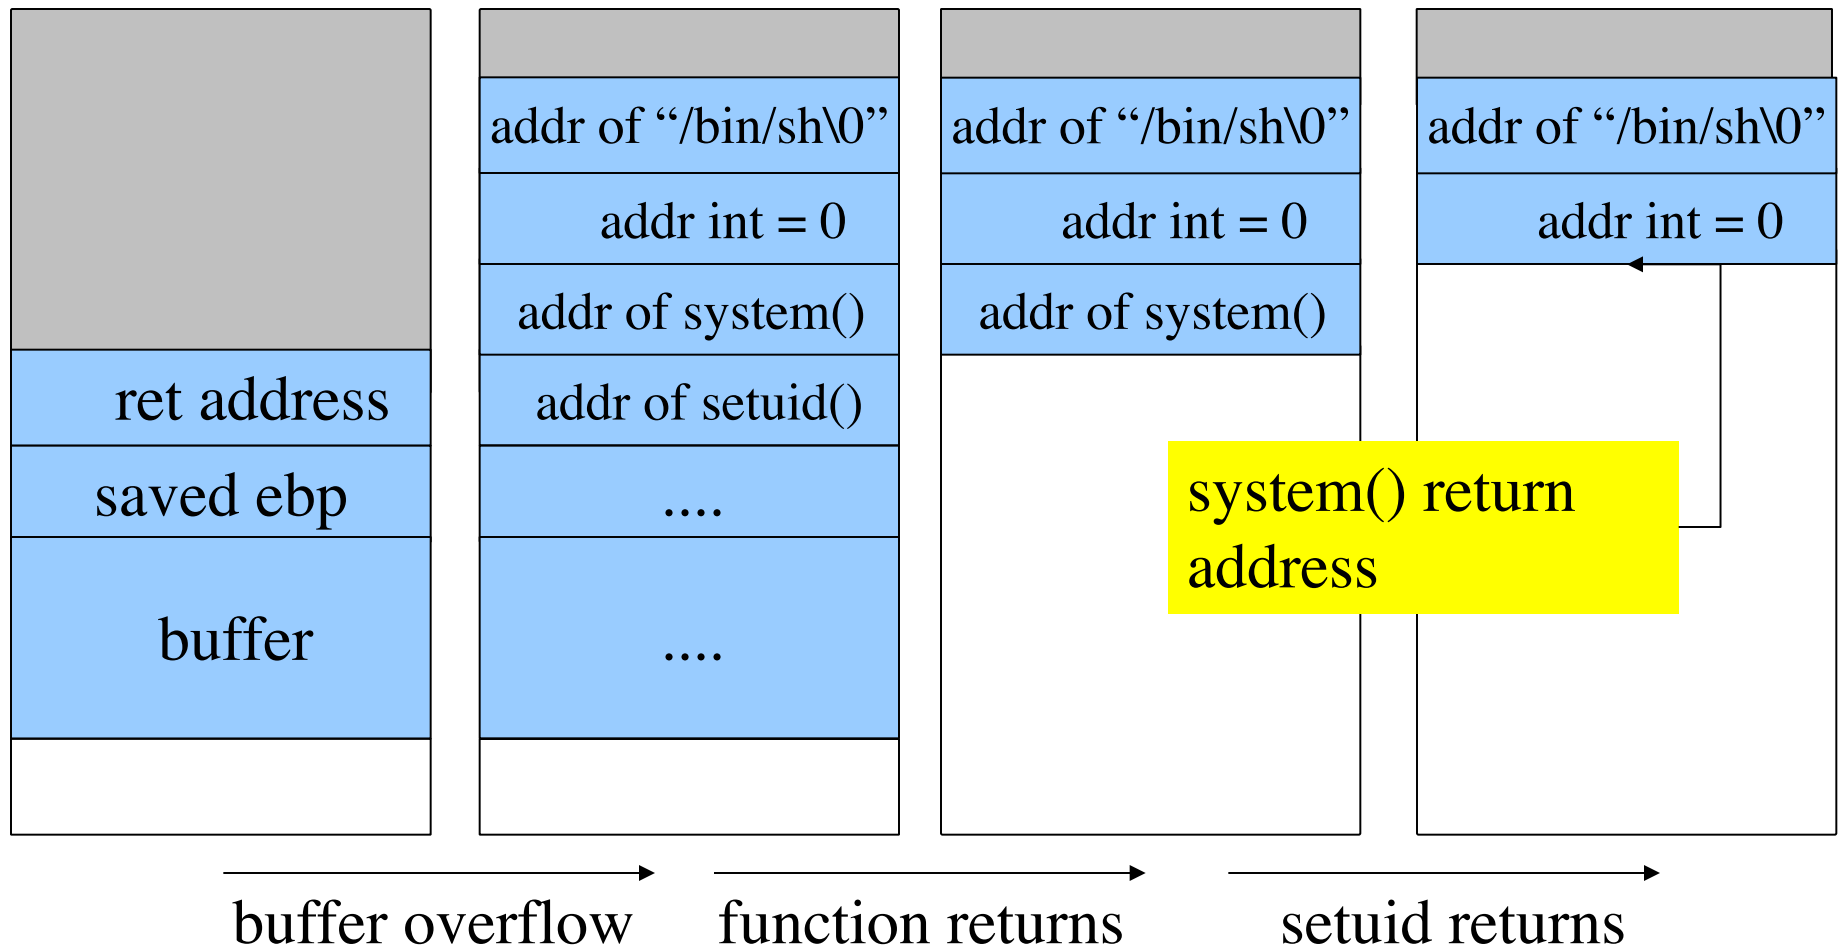 ret address
saved ebp
buffer
addr of “/bin/sh\0”
addr int = 0
addr of system()
addr of setuid()
....
....
addr of “/bin/sh\0”
addr int = 0
addr of system()
addr of “/bin/sh\0”
addr int = 0
system() return
address
buffer overflow
function returns
setuid returns